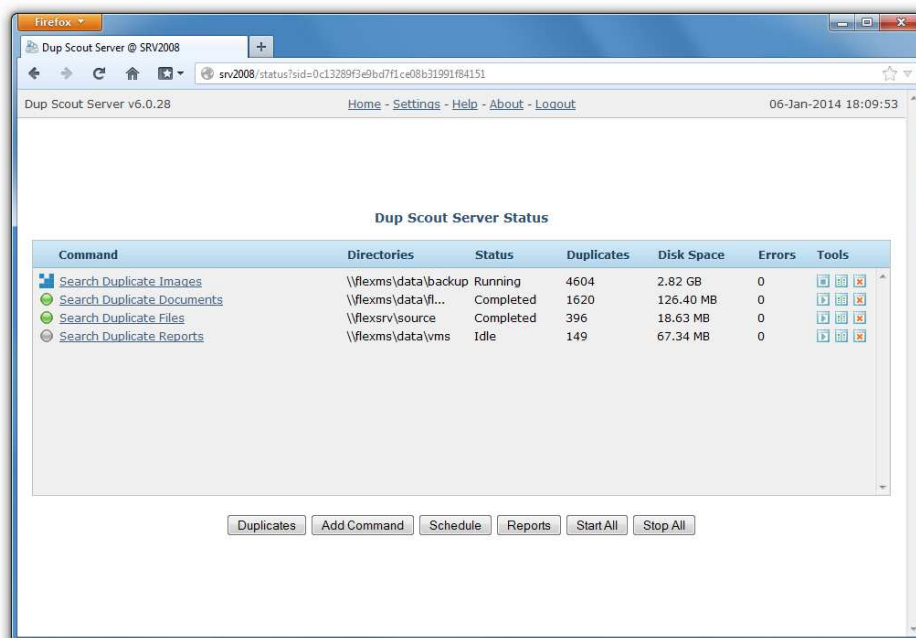 Firefox
Dup Scout Server @ SRV2008
srv2008/status?sid=0c13289f3e9bd7f1ce08b31991f84151
Dup Scout Server v6.0.28 Home - Settings - Help - About - Logout 06-Jan-2014 18:09:53
Dup Scout Server Status
Command Directories Status Duplicates Disk Space Errors Tools
Search Duplicate Images \\flexms\data\backup Running 4604 2.82 GB 0
Search Duplicate Documents \\flexms\data\fl... Completed 1620 126.40 MB 0
Search Duplicate Files \\flexsrv\source Completed 396 18.63 MB 0
Search Duplicate Reports \\flexms\data\vms Idle 149 67.34 MB 0
Duplicates Add Command Schedule Reports Start All Stop All